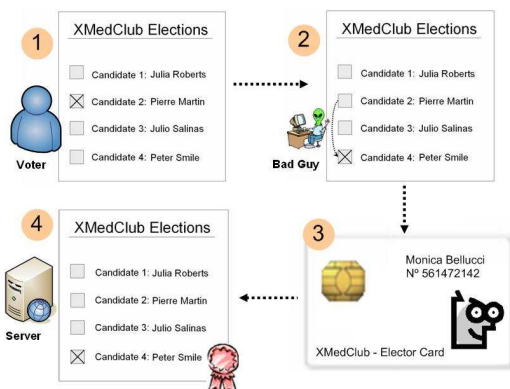 1
XMedClub Elections
Candidate 1: Julia Roberts
Candidate 2: Pierre Martin
Candidate 3: Julio Salinas
Candidate 4: Peter Smile
Voter
2
XMedClub Elections
Candidate 1: Julia Roberts
Candidate 2: Pierre Martin
Candidate 3: Julio Salinas
Candidate 4: Peter Smile
Bad Guy
3
Monica Bellucci
Nº 561472142
XMedClub - Elector Card
4
XMedClub Elections
Candidate 1: Julia Roberts
Candidate 2: Pierre Martin
Candidate 3: Julio Salinas
Candidate 4: Peter Smile
Server